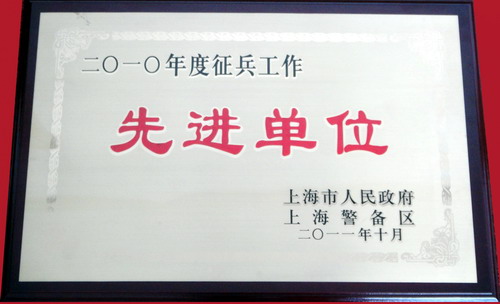 二〇一〇年度征兵工作
先进单位
上海市人民政府
上海警备区
二〇一一年十月